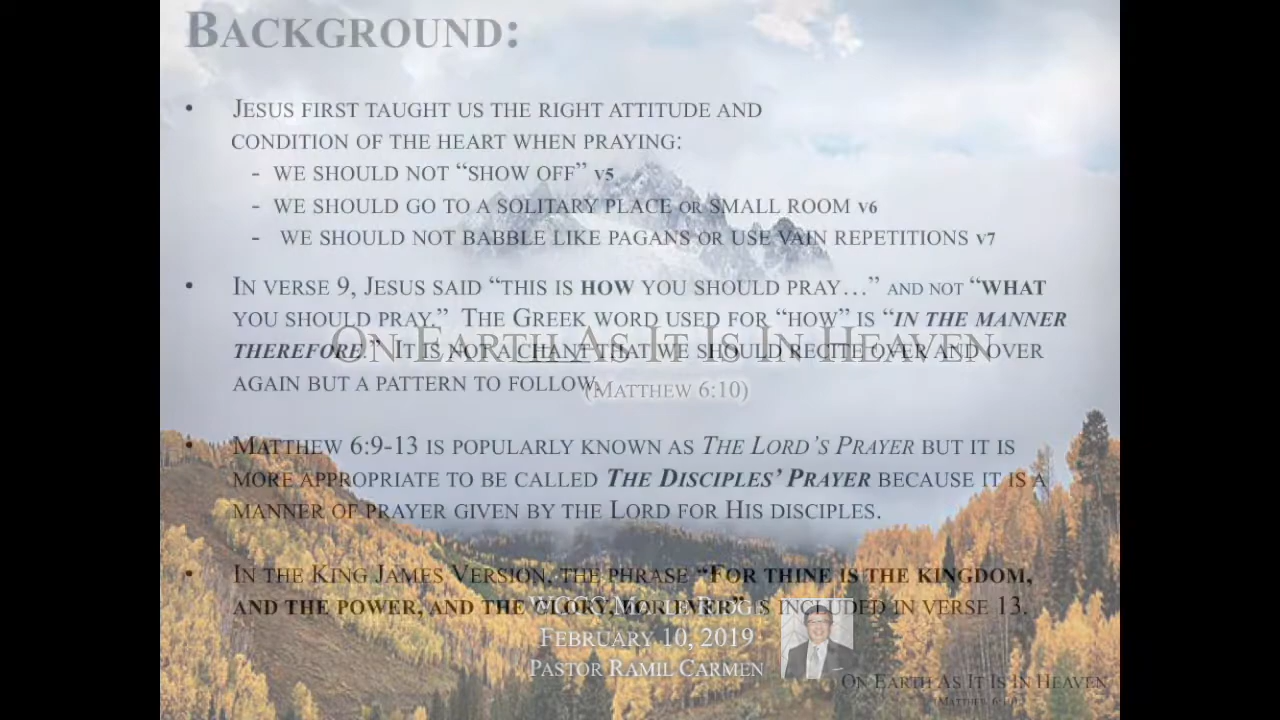 BACKGROUND:
• JESUS FIRST TAUGHT US THE RIGHT ATTITUDE AND
CONDITION OF THE HEART WHEN PRAYING:
- WE SHOULD NOT “SHOW OFF” V5
- WE SHOULD GO TO A SOLITARY PLACE OR SMALL ROOM V6
- WE SHOULD NOT BABBLE LIKE PAGANS OR USE VAIN REPETITIONS V7
• IN VERSE 9, JESUS SAID “THIS IS HOW YOU SHOULD PRAY…” AND NOT “WHAT
YOU SHOULD PRAY.” THE GREEK WORD USED FOR “HOW” IS “IN THE MANNER
THEREFORE.” IT IS NOT A CHANT THAT WE SHOULD RECITE OVER AND OVER
AGAIN BUT A PATTERN TO FOLLOW.
ON EARTH AS IT IS IN HEAVEN
(MATTHEW 6:10)
• MATTHEW 6:9-13 IS POPULARLY KNOWN AS THE LORD’S PRAYER BUT IT IS
MORE APPROPRIATE TO BE CALLED THE DISCIPLES’ PRAYER BECAUSE IT IS A
MANNER OF PRAYER GIVEN BY THE LORD FOR HIS DISCIPLES.
• IN THE KING JAMES VERSION, THE PHRASE “FOR THINE IS THE KINGDOM,
AND THE POWER, AND THE GLORY, FOREVER” IS INCLUDED IN VERSE 13.
FEBRUARY 10, 2019
PASTOR RAMIL CARMEN
ON EARTH AS IT IS IN HEAVEN
(MATTHEW 6:10)